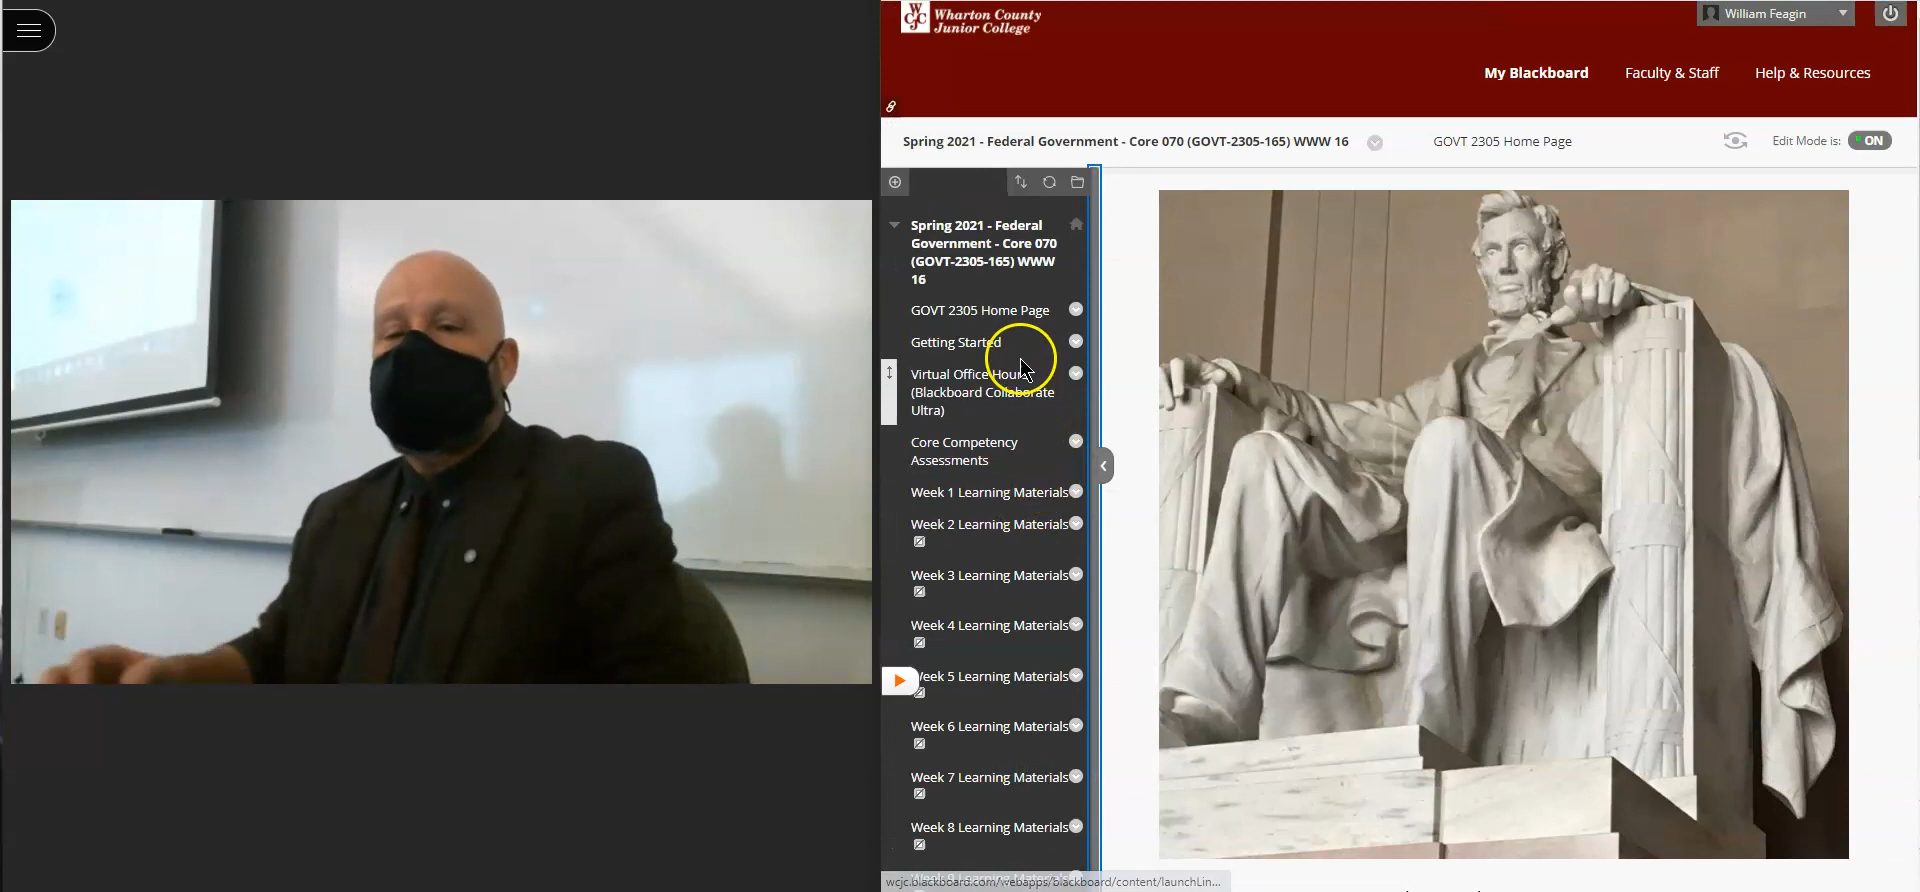 WCJC
Wharton County
Junior College
William Feagin
My Blackboard
Faculty & Staff
Help & Resources
Spring 2021 - Federal Government - Core 070 (GOVT-2305-165) WWW 16
GOVT 2305 Home Page
Edit Mode is:
ON
Spring 2021 - Federal
Government - Core 070
(GOVT-2305-165) WWW
16
GOVT 2305 Home Page
Getting Started
Virtual Office Hours
(Blackboard Collaborate
Ultra)
Core Competency
Assessments
Week 1 Learning Materials
Week 2 Learning Materials
Week 3 Learning Materials
Week 4 Learning Materials
Week 5 Learning Materials
Week 6 Learning Materials
Week 7 Learning Materials
Week 8 Learning Materials
Week 9 Learning Materials
wcjc.blackboard.com/webapps/blackboard/content/launchLin...